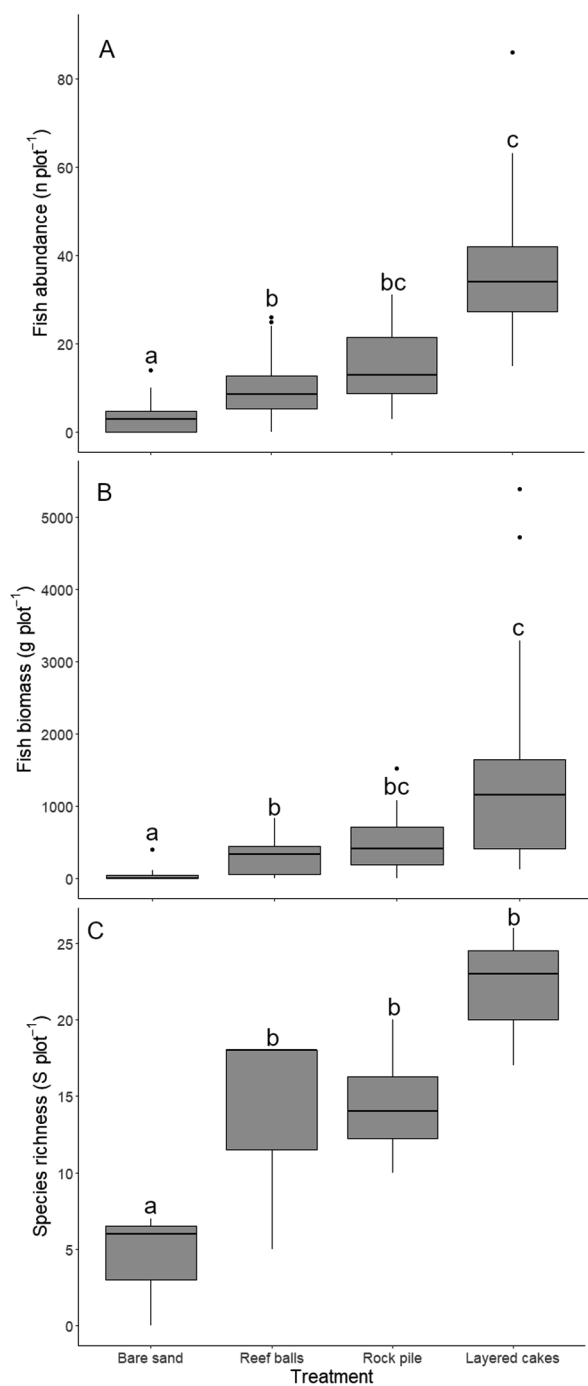 A
Fish abundance (n plot⁻¹)
80
60
40
20
0
a
b
bc
c
B
Fish biomass (g plot⁻¹)
5000
4000
3000
2000
1000
0
a
b
bc
c
C
Species richness (S plot⁻¹)
25
20
15
10
5
0
a
b
b
b
Bare sand Reef balls Rock pile Layered cakes
Treatment